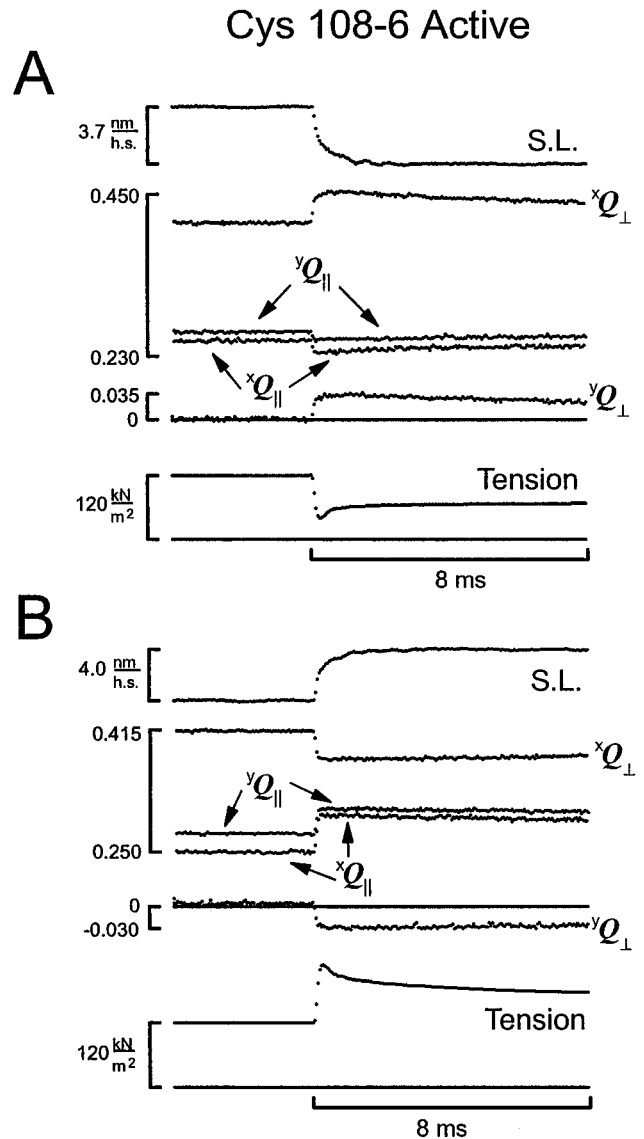 Cys 108-6 Active
A
3.7 nm/h.s.
S.L.
0.450
ˣQ⊥
ʸQ||
0.230
ˣQ||
0.035
ʸQ⊥
0
Tension
120 kN/m²
8 ms
B
4.0 nm/h.s.
S.L.
0.415
ˣQ⊥
ʸQ||
0.250
ˣQ||
0
-0.030
ʸQ⊥
Tension
120 kN/m²
8 ms